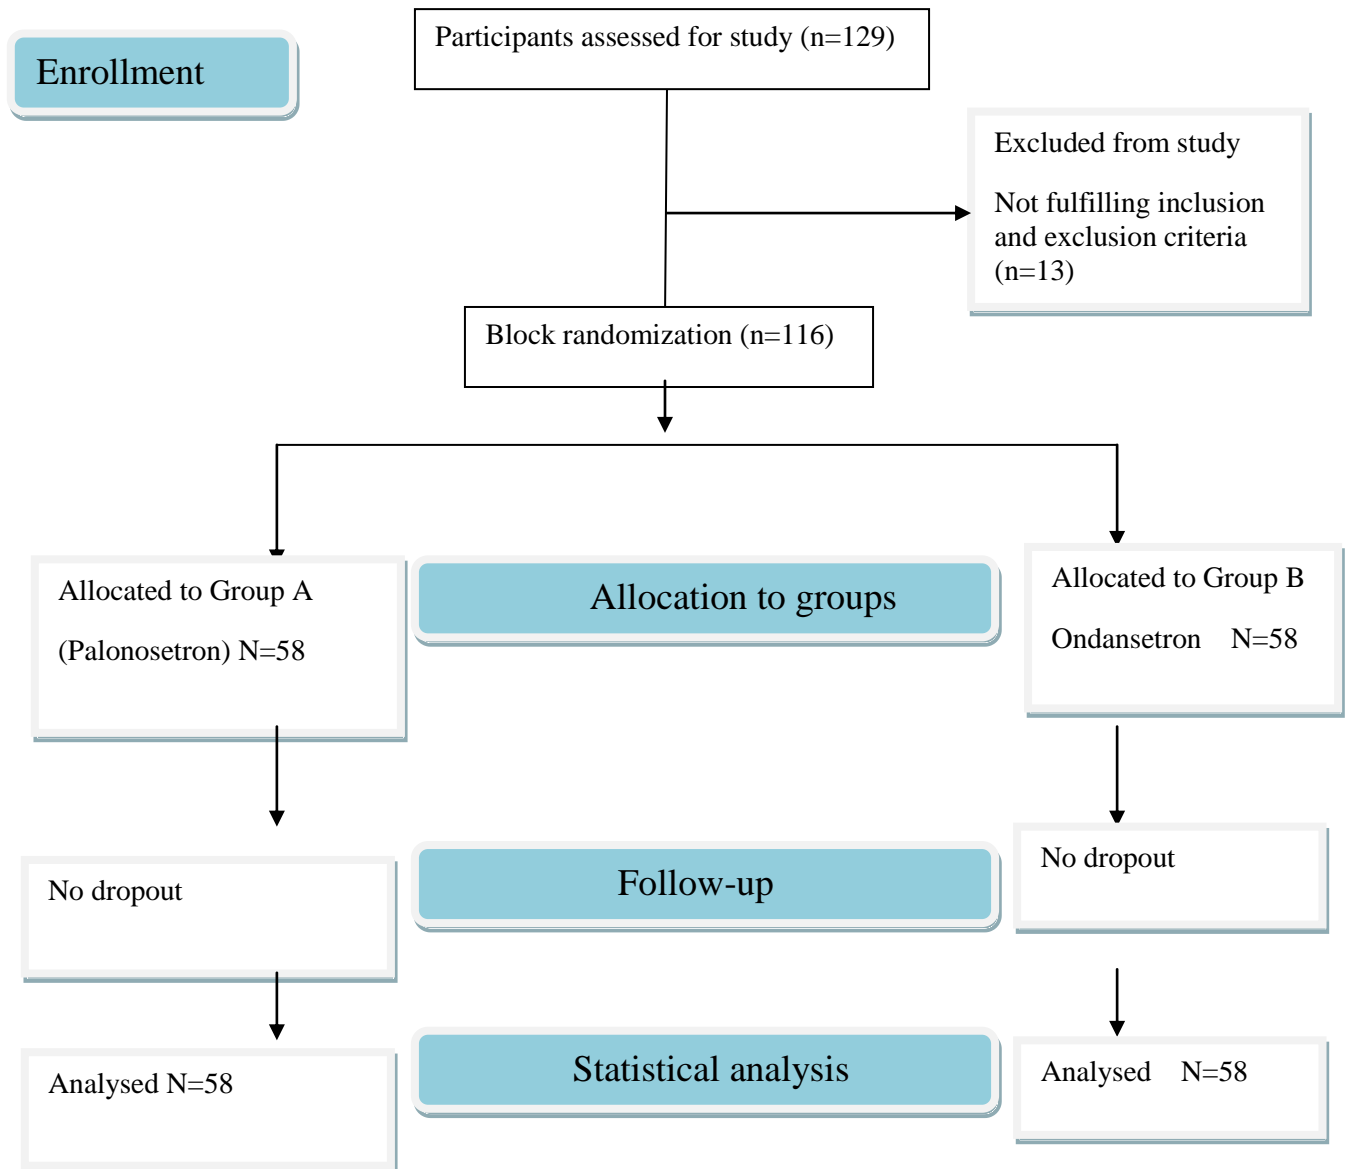 Participants assessed for study (n=129)
Enrollment
Excluded from study
Not fulfilling inclusion
and exclusion criteria
(n=13)
Block randomization (n=116)
Allocated to Group A
(Palonosetron) N=58
Allocation to groups
Allocated to Group B
Ondansetron N=58
No dropout
Follow-up
No dropout
Analysed N=58
Statistical analysis
Analysed N=58